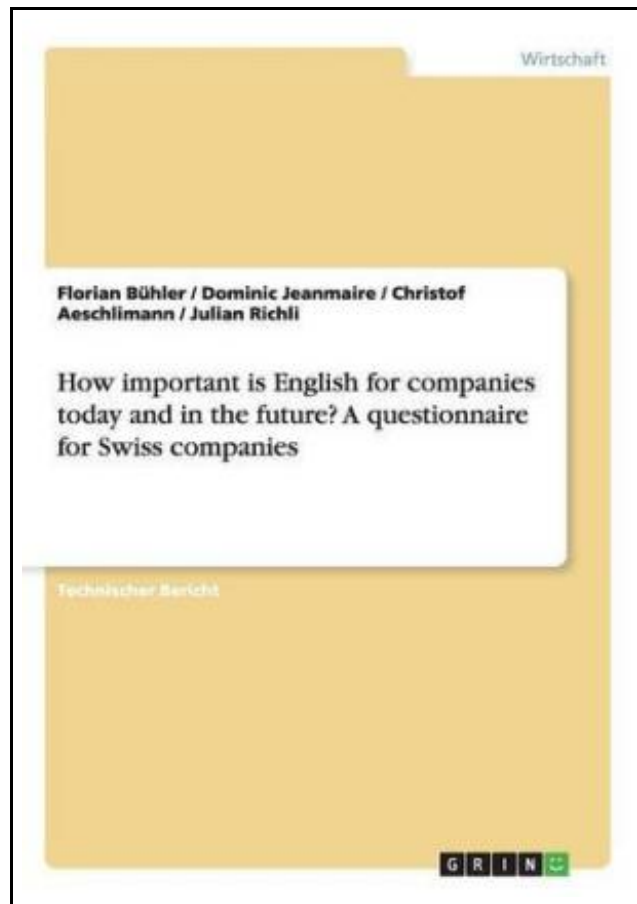 Wirtschaft
Florian Bühler / Dominic Jeanmaire / Christof
Aeschlimann / Julian Richli
How important is English for companies
today and in the future? A questionnaire
for Swiss companies
Technischer Bericht
GRIN